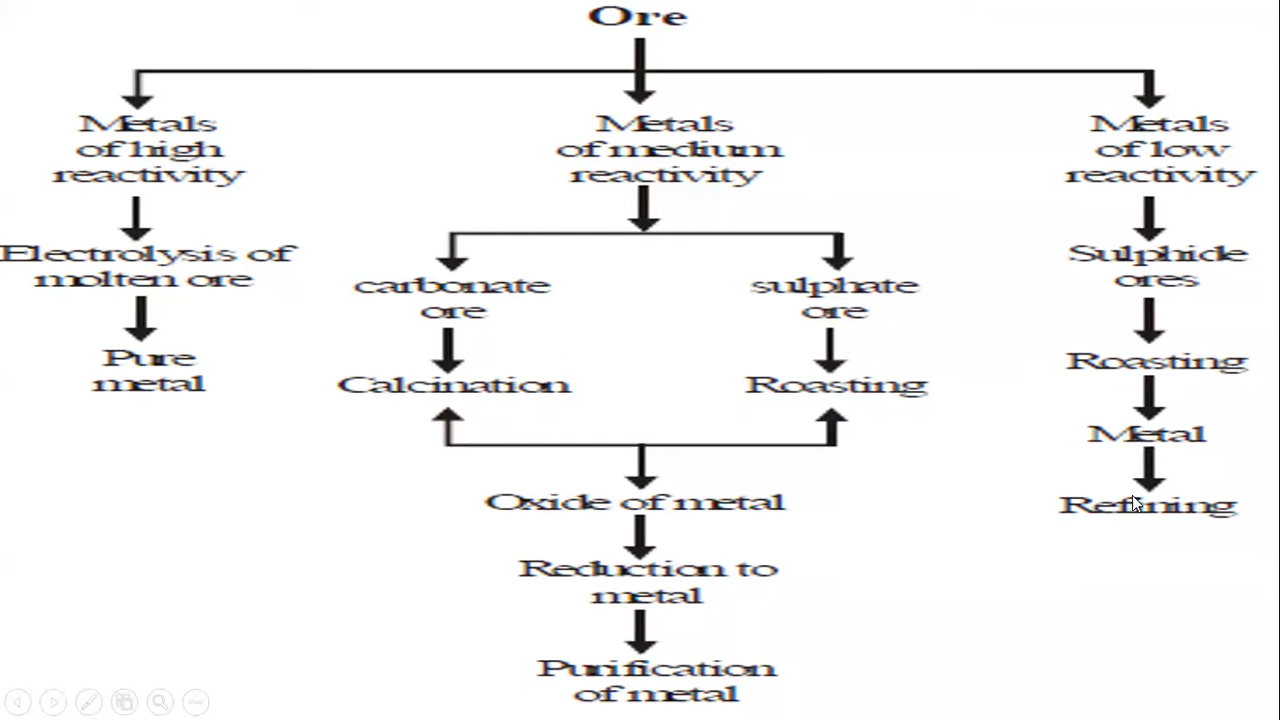 Ore
Metals
of high
reactivity
Metals
of medium
reactivity
Metals
of low
reactivity
Electrolysis of
molten ore
carbonate
ore
sulphate
ore
Sulphide
ores
Pure
metal
Calcination
Roasting
Roasting
Metal
Oxide of metal
Refining
Reduction to
metal
Purification
of metal